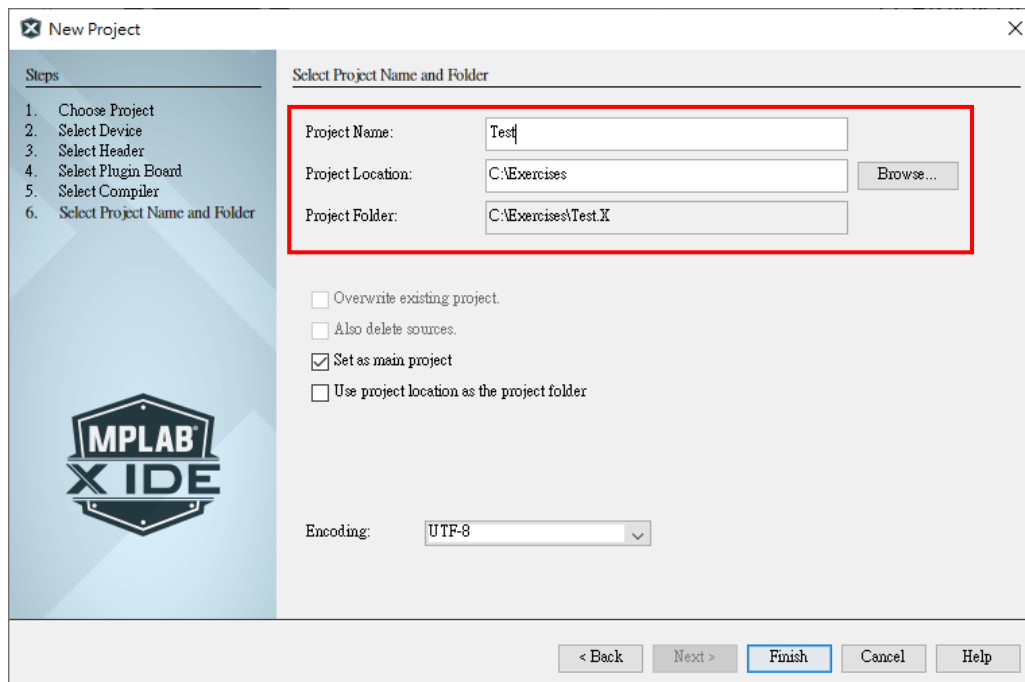 New Project
Steps
1. Choose Project
2. Select Device
3. Select Header
4. Select Plugin Board
5. Select Compiler
6. Select Project Name and Folder
MPLAB®
X IDE
Select Project Name and Folder
Project Name: Test
Project Location: C:\Exercises Browse...
Project Folder: C:\Exercises\Test.X
Overwrite existing project.
Also delete sources.
Set as main project
Use project location as the project folder
Encoding: UTF-8
< Back Next > Finish Cancel Help